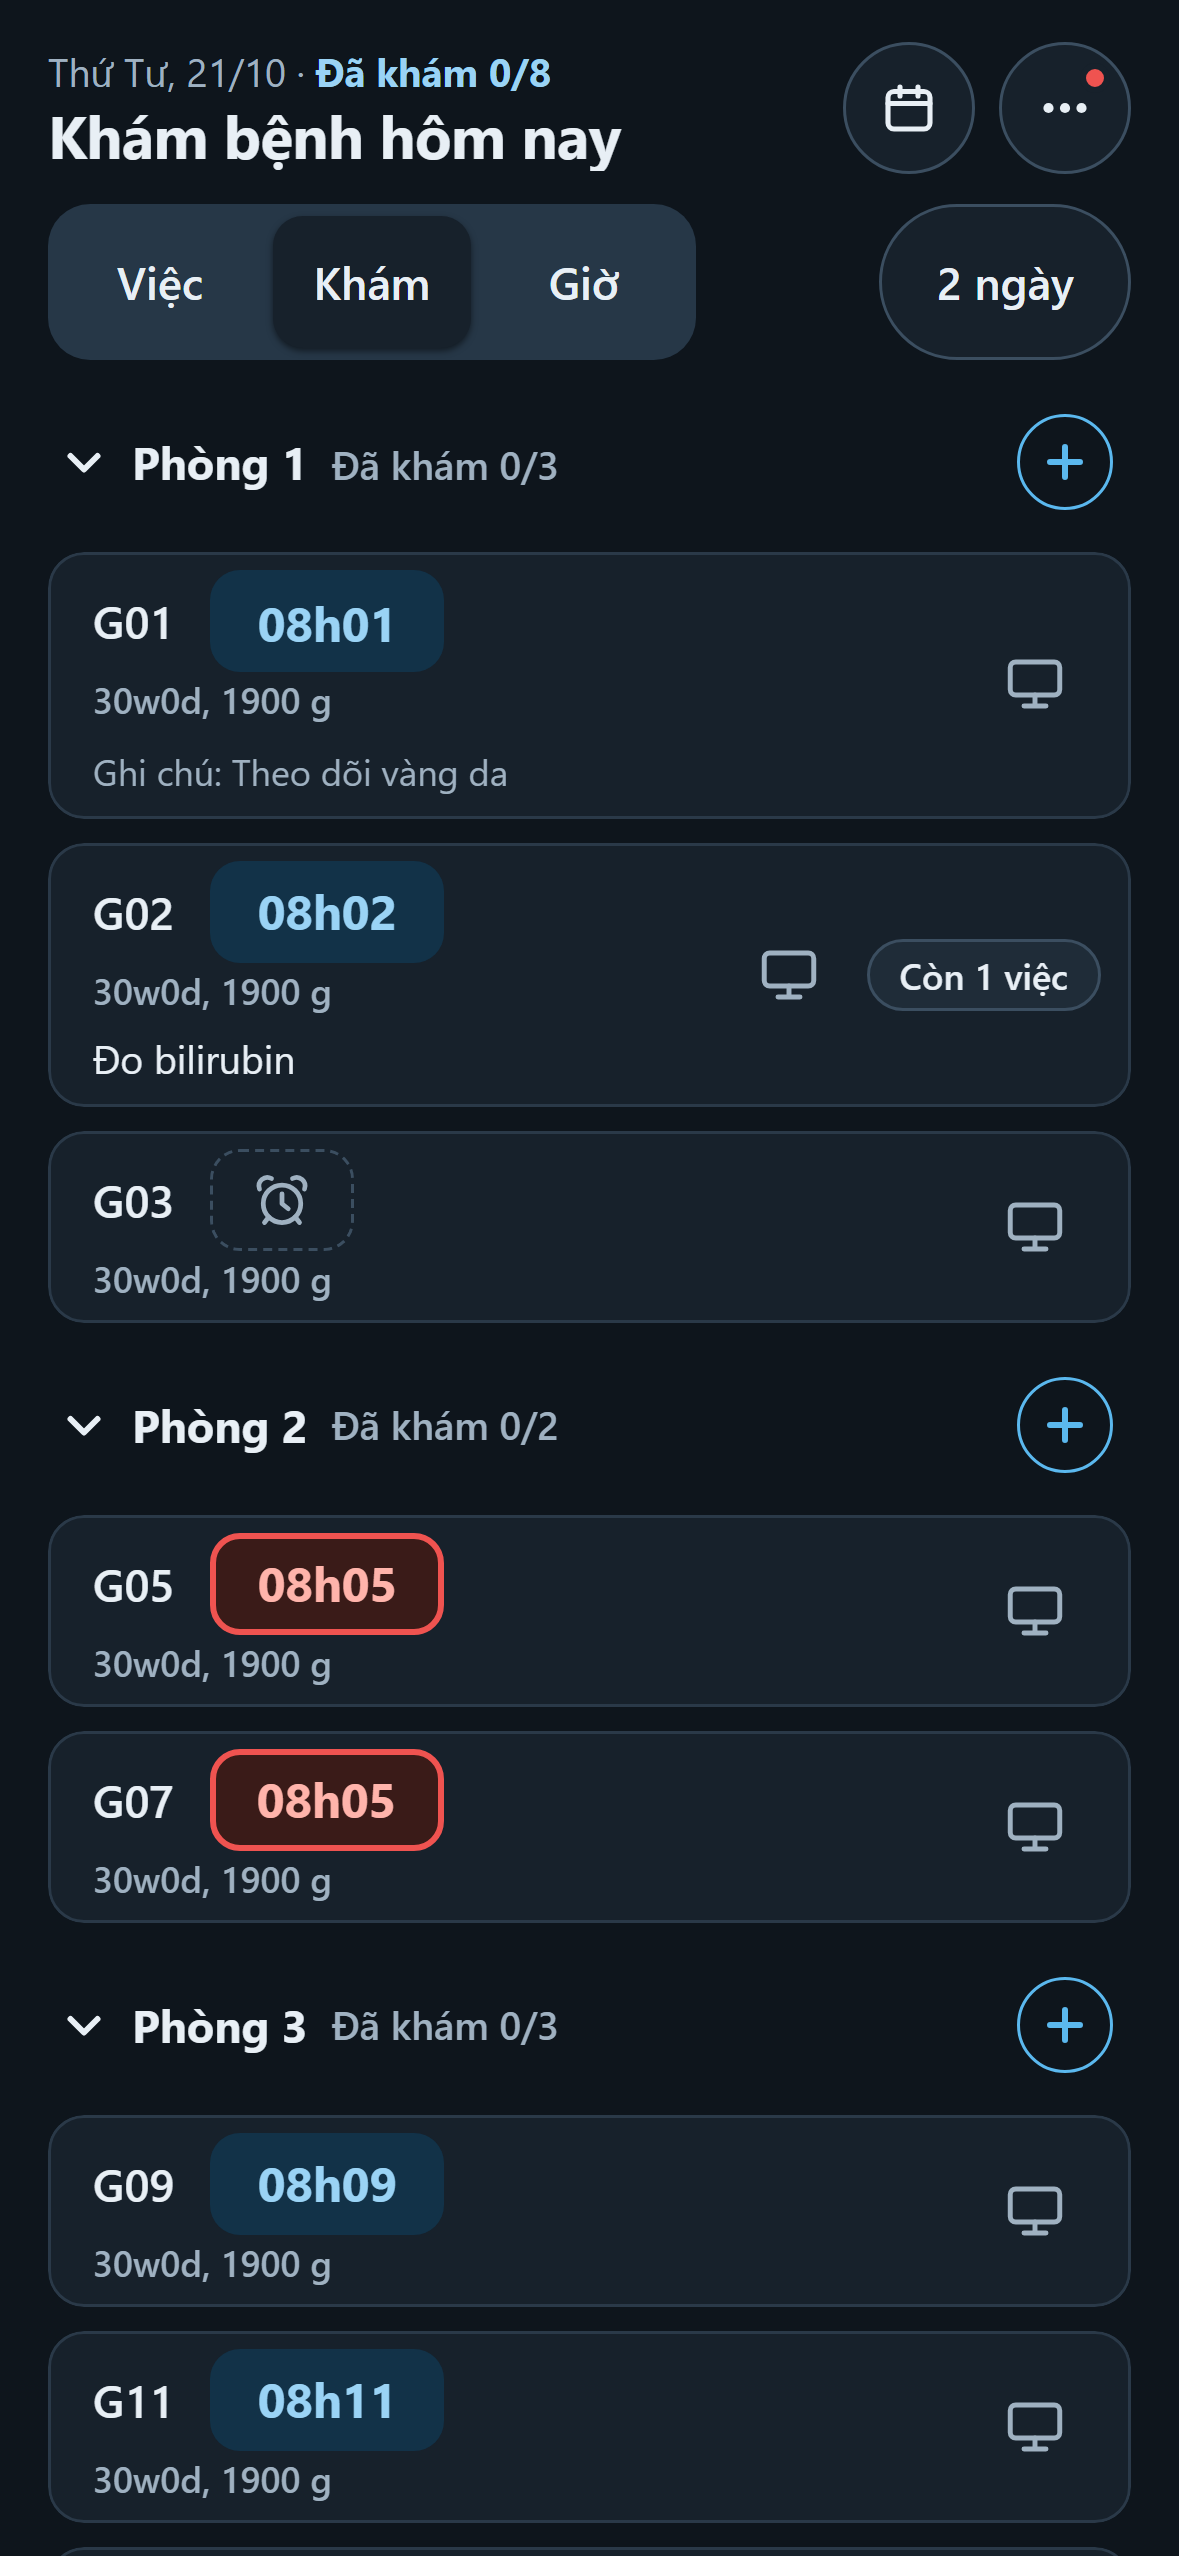 Thứ Tư, 21/10 · Đã khám 0/8
Khám bệnh hôm nay
Việc
Khám
Giờ
2 ngày
Phòng 1 Đã khám 0/3
G01 08h01
30w0d, 1900 g
Ghi chú: Theo dõi vàng da
G02 08h02
30w0d, 1900 g
Còn 1 việc
Đo bilirubin
G03
30w0d, 1900 g
Phòng 2 Đã khám 0/2
G05 08h05
30w0d, 1900 g
G07 08h05
30w0d, 1900 g
Phòng 3 Đã khám 0/3
G09 08h09
30w0d, 1900 g
G11 08h11
30w0d, 1900 g